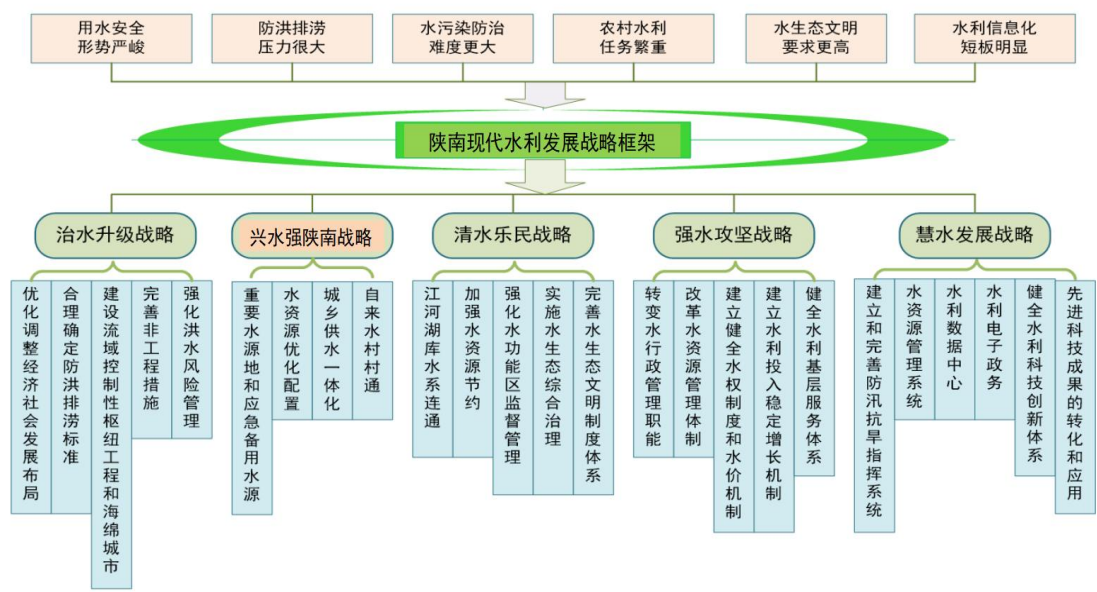 用水安全
形势严峻
防洪排涝
压力很大
水污染防治
难度更大
农村水利
任务繁重
水生态文明
要求更高
水利信息化
短板明显
陕南现代水利发展战略框架
治水升级战略
兴水强陕南战略
清水乐民战略
强水攻坚战略
慧水发展战略
优化调整经济社会发展布局
合理确定防洪排涝标准
建设流域控制性枢纽工程和海绵城市
完善非工程措施
强化洪水风险管理
重要水源地和应急备用水源
水资源优化配置
城乡供水一体化
自来水村村通
江河湖库水系连通
加强水资源节约
强化水功能区监督管理
实施水生态综合治理
完善水生态文明制度体系
转变水行政管理职能
改革水资源管理体制
建立健全水权制度和水价机制
建立水利投入稳定增长机制
健全水利基层服务体系
建立和完善防汛抗旱指挥系统
水资源管理系统
水利数据中心
水利电子政务
健全水利科技创新体系
先进科技成果的转化和应用